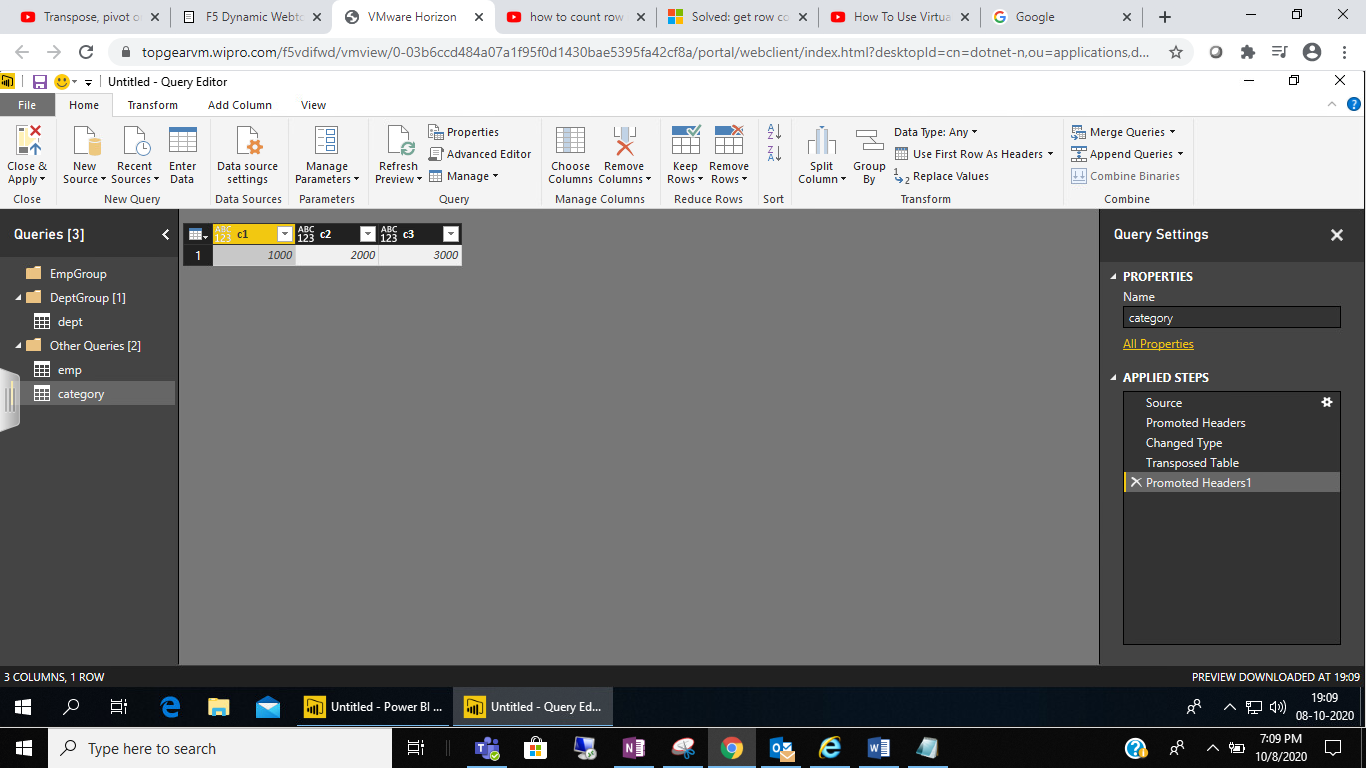 Transpose, pivot o
F5 Dynamic Webt
VMware Horizon
how to count row
Solved: get row co
How To Use Virtua
Google
topgearvm.wipro.com/f5vdifwd/vmview/0-03b6ccd484a07a1f95f0d1430bae5395fa42cf8a/portal/webclient/index.html?desktopId=cn=dotnet-n,ou=applications,d...
Untitled - Query Editor
File Home Transform Add Column View
Close & Apply
New Source
Recent Sources
Enter Data
Data source settings
Manage Parameters
Refresh Preview
Properties
Advanced Editor
Manage
Choose Columns
Remove Columns
Keep Rows
Remove Rows
A Z
Z A
Split Column
Group By
Data Type: Any
Use First Row As Headers
1 2 Replace Values
Merge Queries
Append Queries
Combine Binaries
Close
New Query
Data Sources
Parameters
Query
Manage Columns
Reduce Rows
Sort
Transform
Combine
Queries [3]
EmpGroup
DeptGroup [1]
dept
Other Queries [2]
emp
category
ABC 123 c1 ABC 123 c2 ABC 123 c3
1 1000 2000 3000
Query Settings
PROPERTIES
Name
category
All Properties
APPLIED STEPS
Source
Promoted Headers
Changed Type
Transposed Table
Promoted Headers1
3 COLUMNS, 1 ROW
PREVIEW DOWNLOADED AT 19:09
Untitled - Power BI ...
Untitled - Query Ed...
19:09
08-10-2020
Type here to search
7:09 PM
10/8/2020